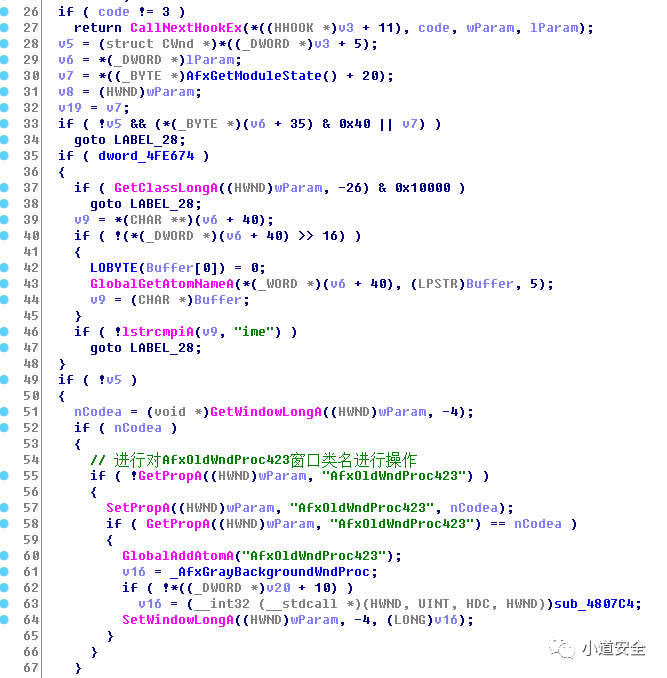 26 if ( code != 3 )
27 return CallNextHookEx(*((HHOOK *)v3 + 11), code, wParam, lParam);
28 v5 = (struct CWnd *)*((_DWORD *)v3 + 5);
29 v6 = *(_DWORD *)lParam;
30 v7 = *((_BYTE *)AfxGetModuleState() + 20);
31 v8 = (HWND)wParam;
32 v19 = v7;
33 if ( !v5 && (*(_BYTE *)(v6 + 35) & 0x40 || v7) )
34 goto LABEL_28;
35 if ( dword_4FE674 )
36 {
37 if ( GetClassLongA((HWND)wParam, -26) & 0x10000 )
38 goto LABEL_28;
39 v9 = *(CHAR **)(v6 + 40);
40 if ( !(*(_DWORD *)(v6 + 40) >> 16) )
41 {
42 LOBYTE(Buffer[0]) = 0;
43 GlobalGetAtomNameA(*(_WORD *)(v6 + 40), (LPSTR)Buffer, 5);
44 v9 = (CHAR *)Buffer;
45 }
46 if ( !lstrcmpiA(v9, "ime") )
47 goto LABEL_28;
48 }
49 if ( !v5 )
50 {
51 nCodea = (void *)GetWindowLongA((HWND)wParam, -4);
52 if ( nCodea )
53 {
54 // 进行对AfxOldWndProc423窗口类名进行操作
55 if ( !GetPropA((HWND)wParam, "AfxOldWndProc423") )
56 {
57 SetPropA((HWND)wParam, "AfxOldWndProc423", nCodea);
58 if ( GetPropA((HWND)wParam, "AfxOldWndProc423") == nCodea )
59 {
60 GlobalAddAtomA("AfxOldWndProc423");
61 v16 = _AfxGrayBackgroundWndProc;
62 if ( !*((_DWORD *)v20 + 10) )
63 v16 = (__int32 (__stdcall *)(HWND, UINT, HDC, HWND))sub_4807C4;
64 SetWindowLongA((HWND)wParam, -4, (LONG)v16);
65 }
66 }
67 }
小道安全